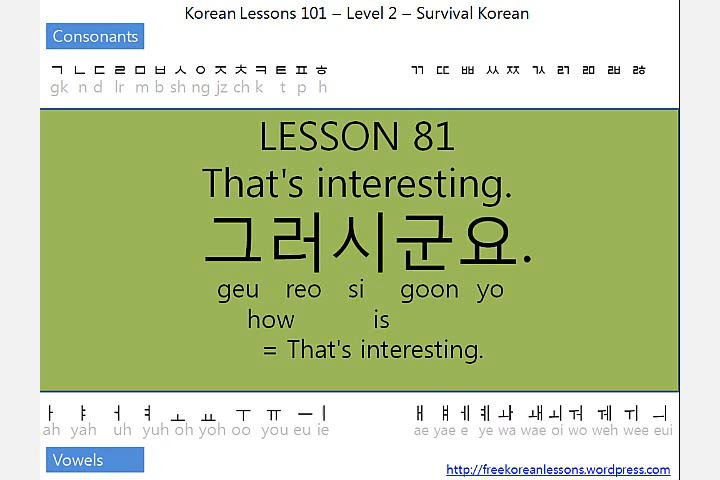 Korean Lessons 101 – Level 2 – Survival Korean
Consonants
ㄱㄴㄷㄹㅁㅂㅅㅇㅈㅊㅋㅌㅍㅎ ㄲ ㄸ ㅃ ㅆ ㅉ ㄳ ㄺ ㄻ ㄼ ㅀ
gk n d lr m b sh ng jz ch k t p h
LESSON 81
That's interesting.
그러시군요.
geu reo si goon yo
how is
= That's interesting.
ㅏ ㅑ ㅓ ㅕ ㅗ ㅛ ㅜ ㅠ ㅡ ㅣ ㅐ ㅒ ㅔ ㅖ ㅘ ㅙ ㅚ ㅝ ㅞ ㅟ ㅢ
ah yah uh yuh oh yoh oo you eu ie ae yae e ye wa wae oi wo weh wee eui
Vowels
http://freekoreanlessons.wordpress.com